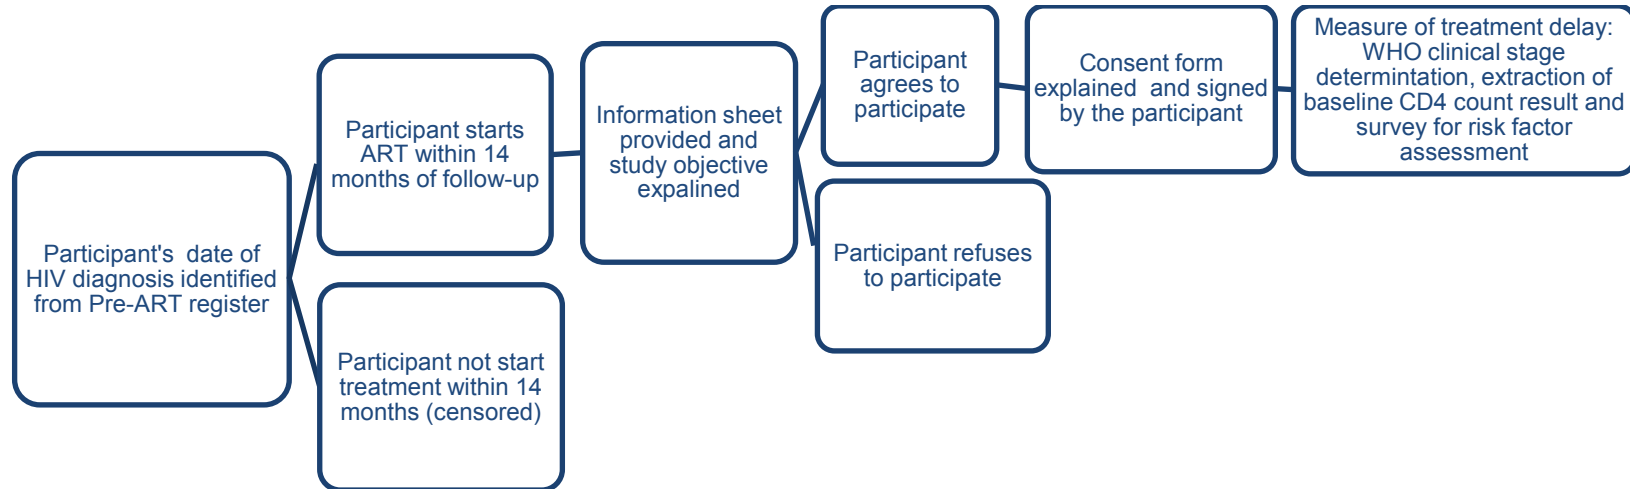 Participant's date of
HIV diagnosis identified
from Pre-ART register
Participant starts
ART within 14
months of follow-up
Participant not start
treatment within 14
months (censored)
Information sheet
provided and
study objective
expalined
Participant
agrees to
participate
Participant refuses
to participate
Consent form
explained and signed
by the participant
Measure of treatment delay:
WHO clinical stage
determintation, extraction of
baseline CD4 count result and
survey for risk factor
assessment